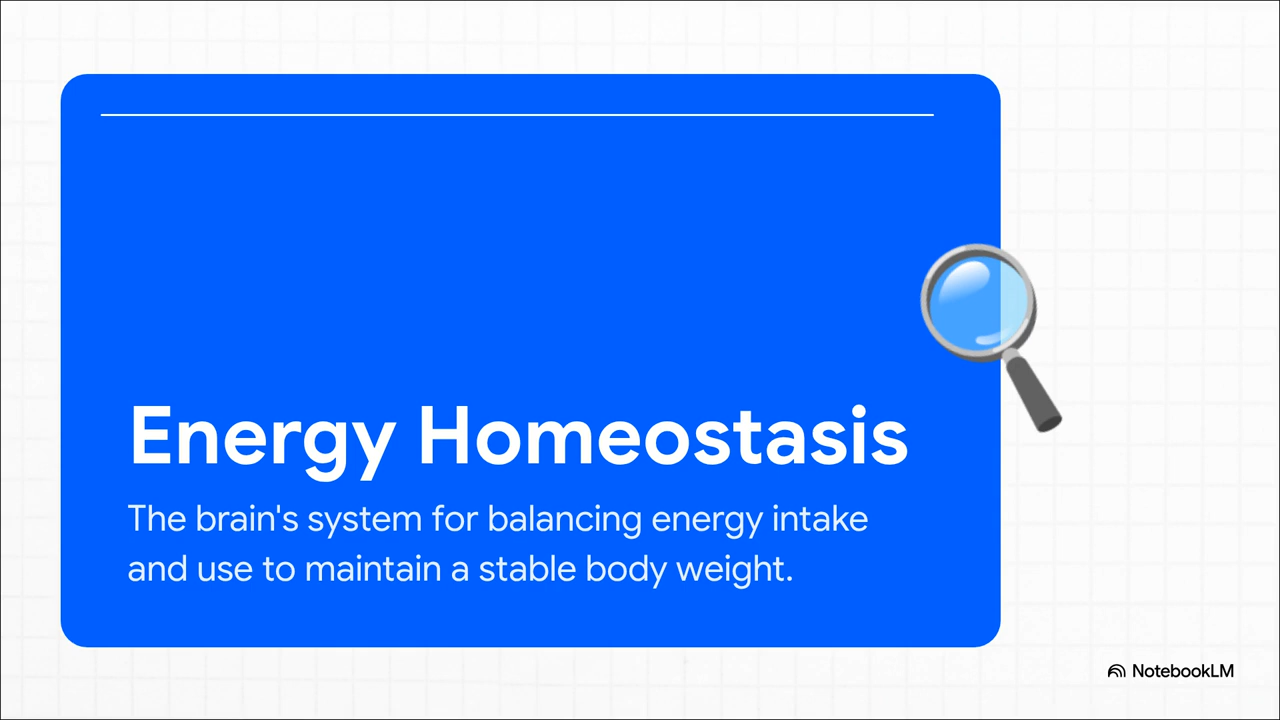 Energy Homeostasis
The brain's system for balancing energy intake
and use to maintain a stable body weight.
NotebookLM